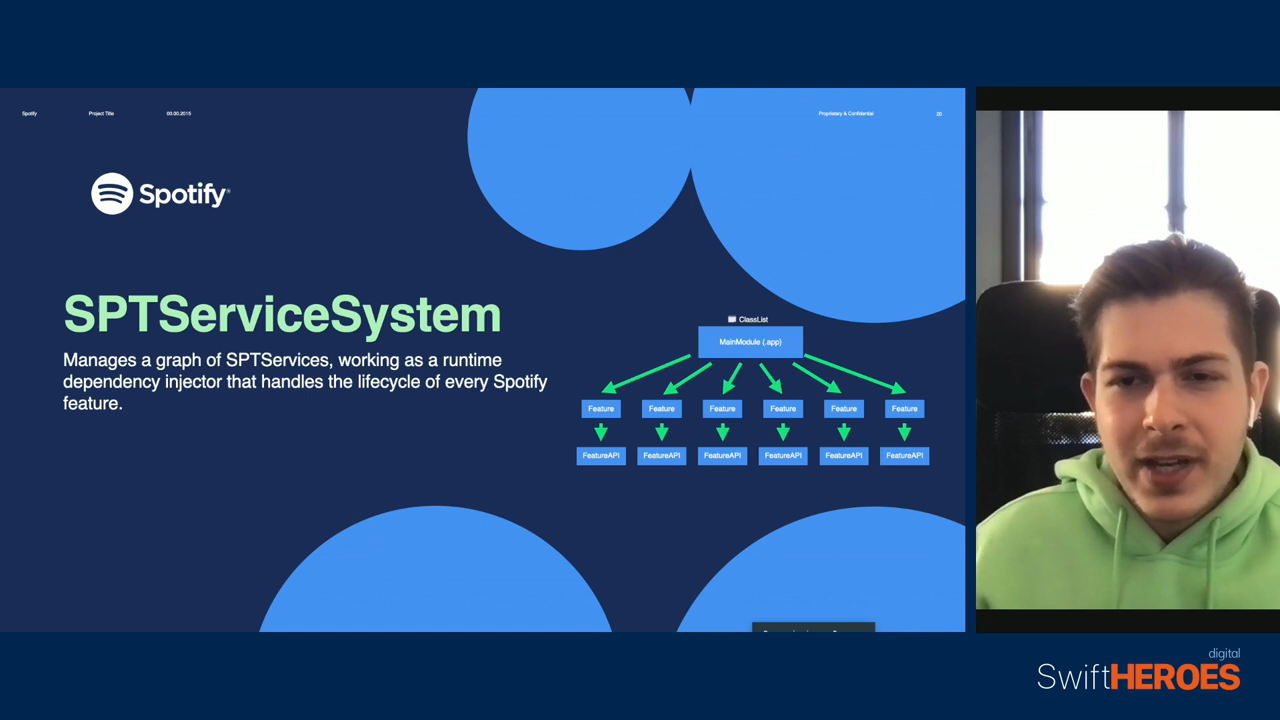 Spotify Project Title 00.00.2015 Proprietary & Confidential 20
Spotify®
SPTServiceSystem
Manages a graph of SPTServices, working as a runtime
dependency injector that handles the lifecycle of every Spotify
feature.
ClassList
MainModule (.app)
Feature Feature Feature Feature Feature Feature
FeatureAPI FeatureAPI FeatureAPI FeatureAPI FeatureAPI FeatureAPI
digital
SwiftHEROES